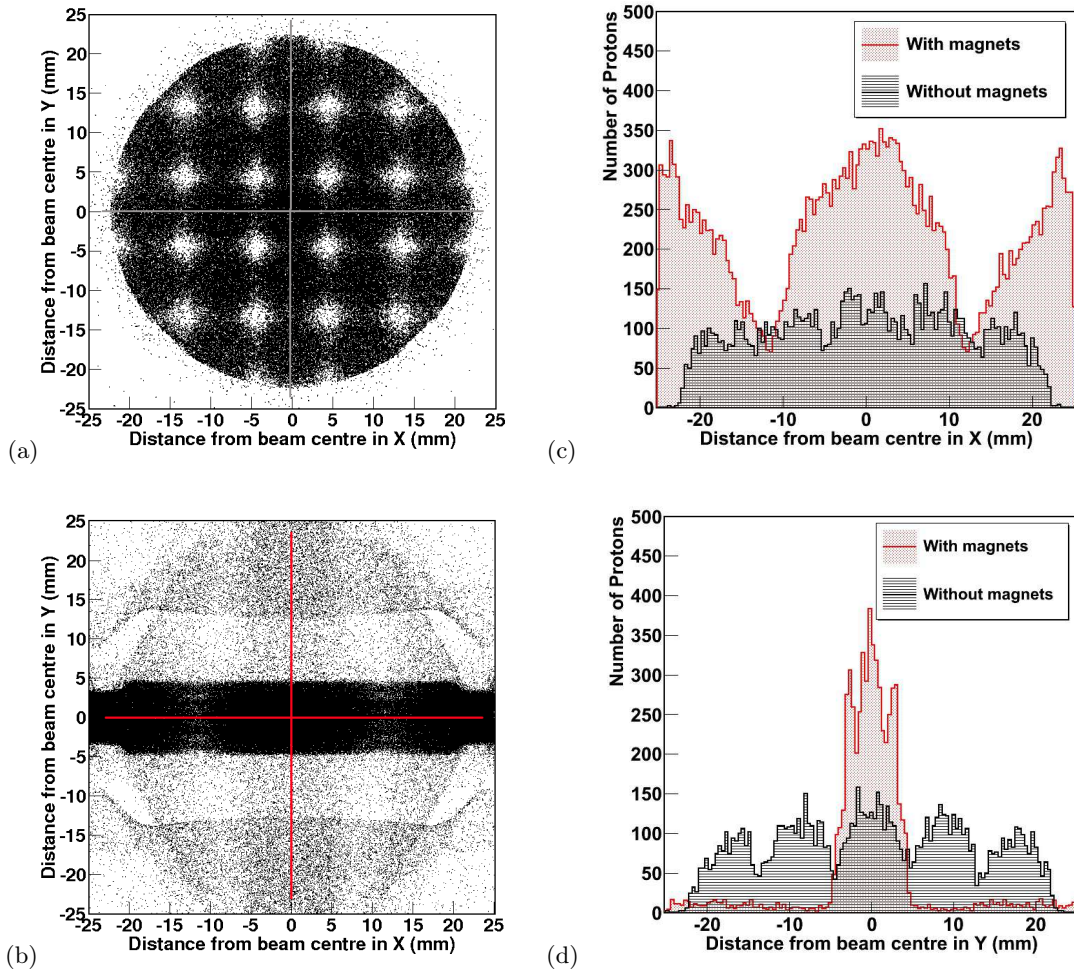 25
20
15
10
5
0
-5
-10
-15
-20
-25
Distance from beam centre in Y (mm)
-25 -20 -15 -10 -5 0 5 10 15 20 25
Distance from beam centre in X (mm)
(a)
500
450
400
350
300
250
200
150
100
50
0
Number of Protons
With magnets
Without magnets
-20 -10 0 10 20
Distance from beam centre in X (mm)
(c)
25
20
15
10
5
0
-5
-10
-15
-20
-25
Distance from beam centre in Y (mm)
-25 -20 -15 -10 -5 0 5 10 15 20 25
Distance from beam centre in X (mm)
(b)
500
450
400
350
300
250
200
150
100
50
0
Number of Protons
With magnets
Without magnets
-20 -10 0 10 20
Distance from beam centre in Y (mm)
(d)